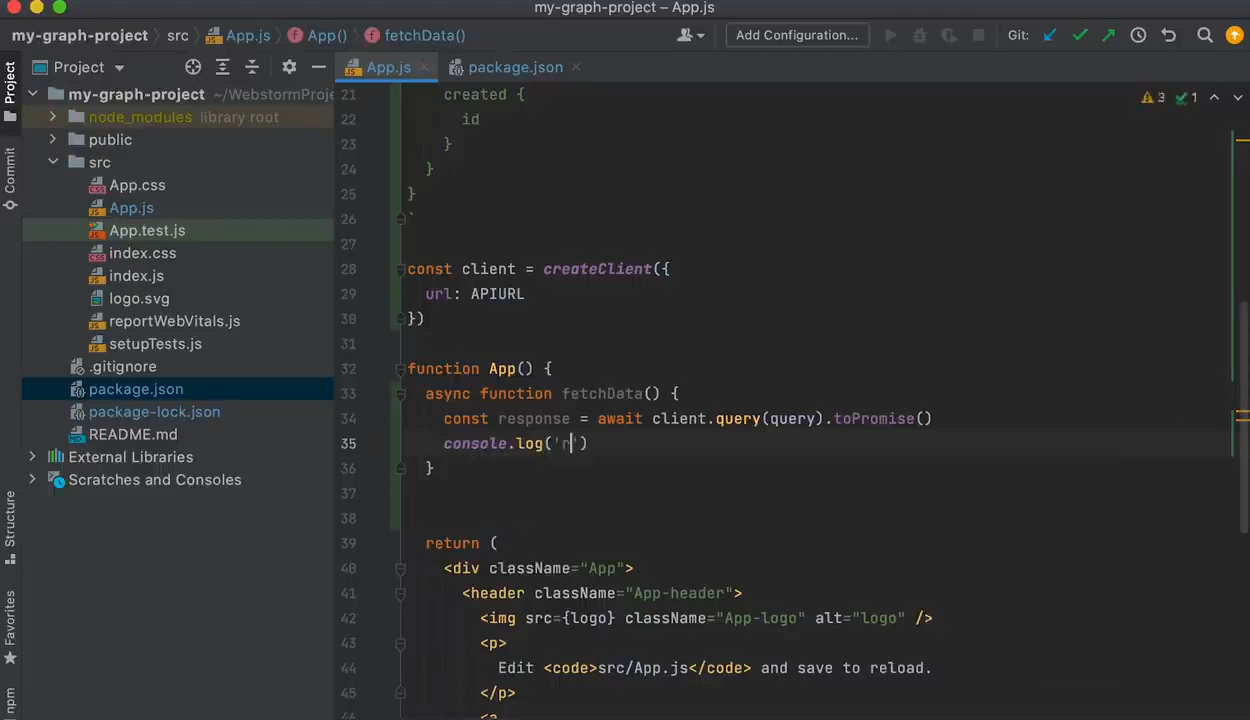 my-graph-project – App.js
my-graph-project src App.js App() fetchData() Add Configuration... Git:
Project App.js package.json
Project
my-graph-project ~/WebstormProje
node_modules library root
public
src
App.css
App.js
App.test.js
index.css
index.js
logo.svg
reportWebVitals.js
setupTests.js
.gitignore
package.json
package-lock.json
README.md
External Libraries
Scratches and Consoles
Commit
Structure
Favorites
npm
3 1
21 created {
22 id
23 }
24 }
25 }
26 `
27
28 const client = createClient({
29 url: APIURL
30 })
31
32 function App() {
33 async function fetchData() {
34 const response = await client.query(query).toPromise()
35 console.log('r')
36 }
37
38
39 return (
40 <div className="App">
41 <header className="App-header">
42 <img src={logo} className="App-logo" alt="logo" />
43 <p>
44 Edit <code>src/App.js</code> and save to reload.
45 </p>
46 <a